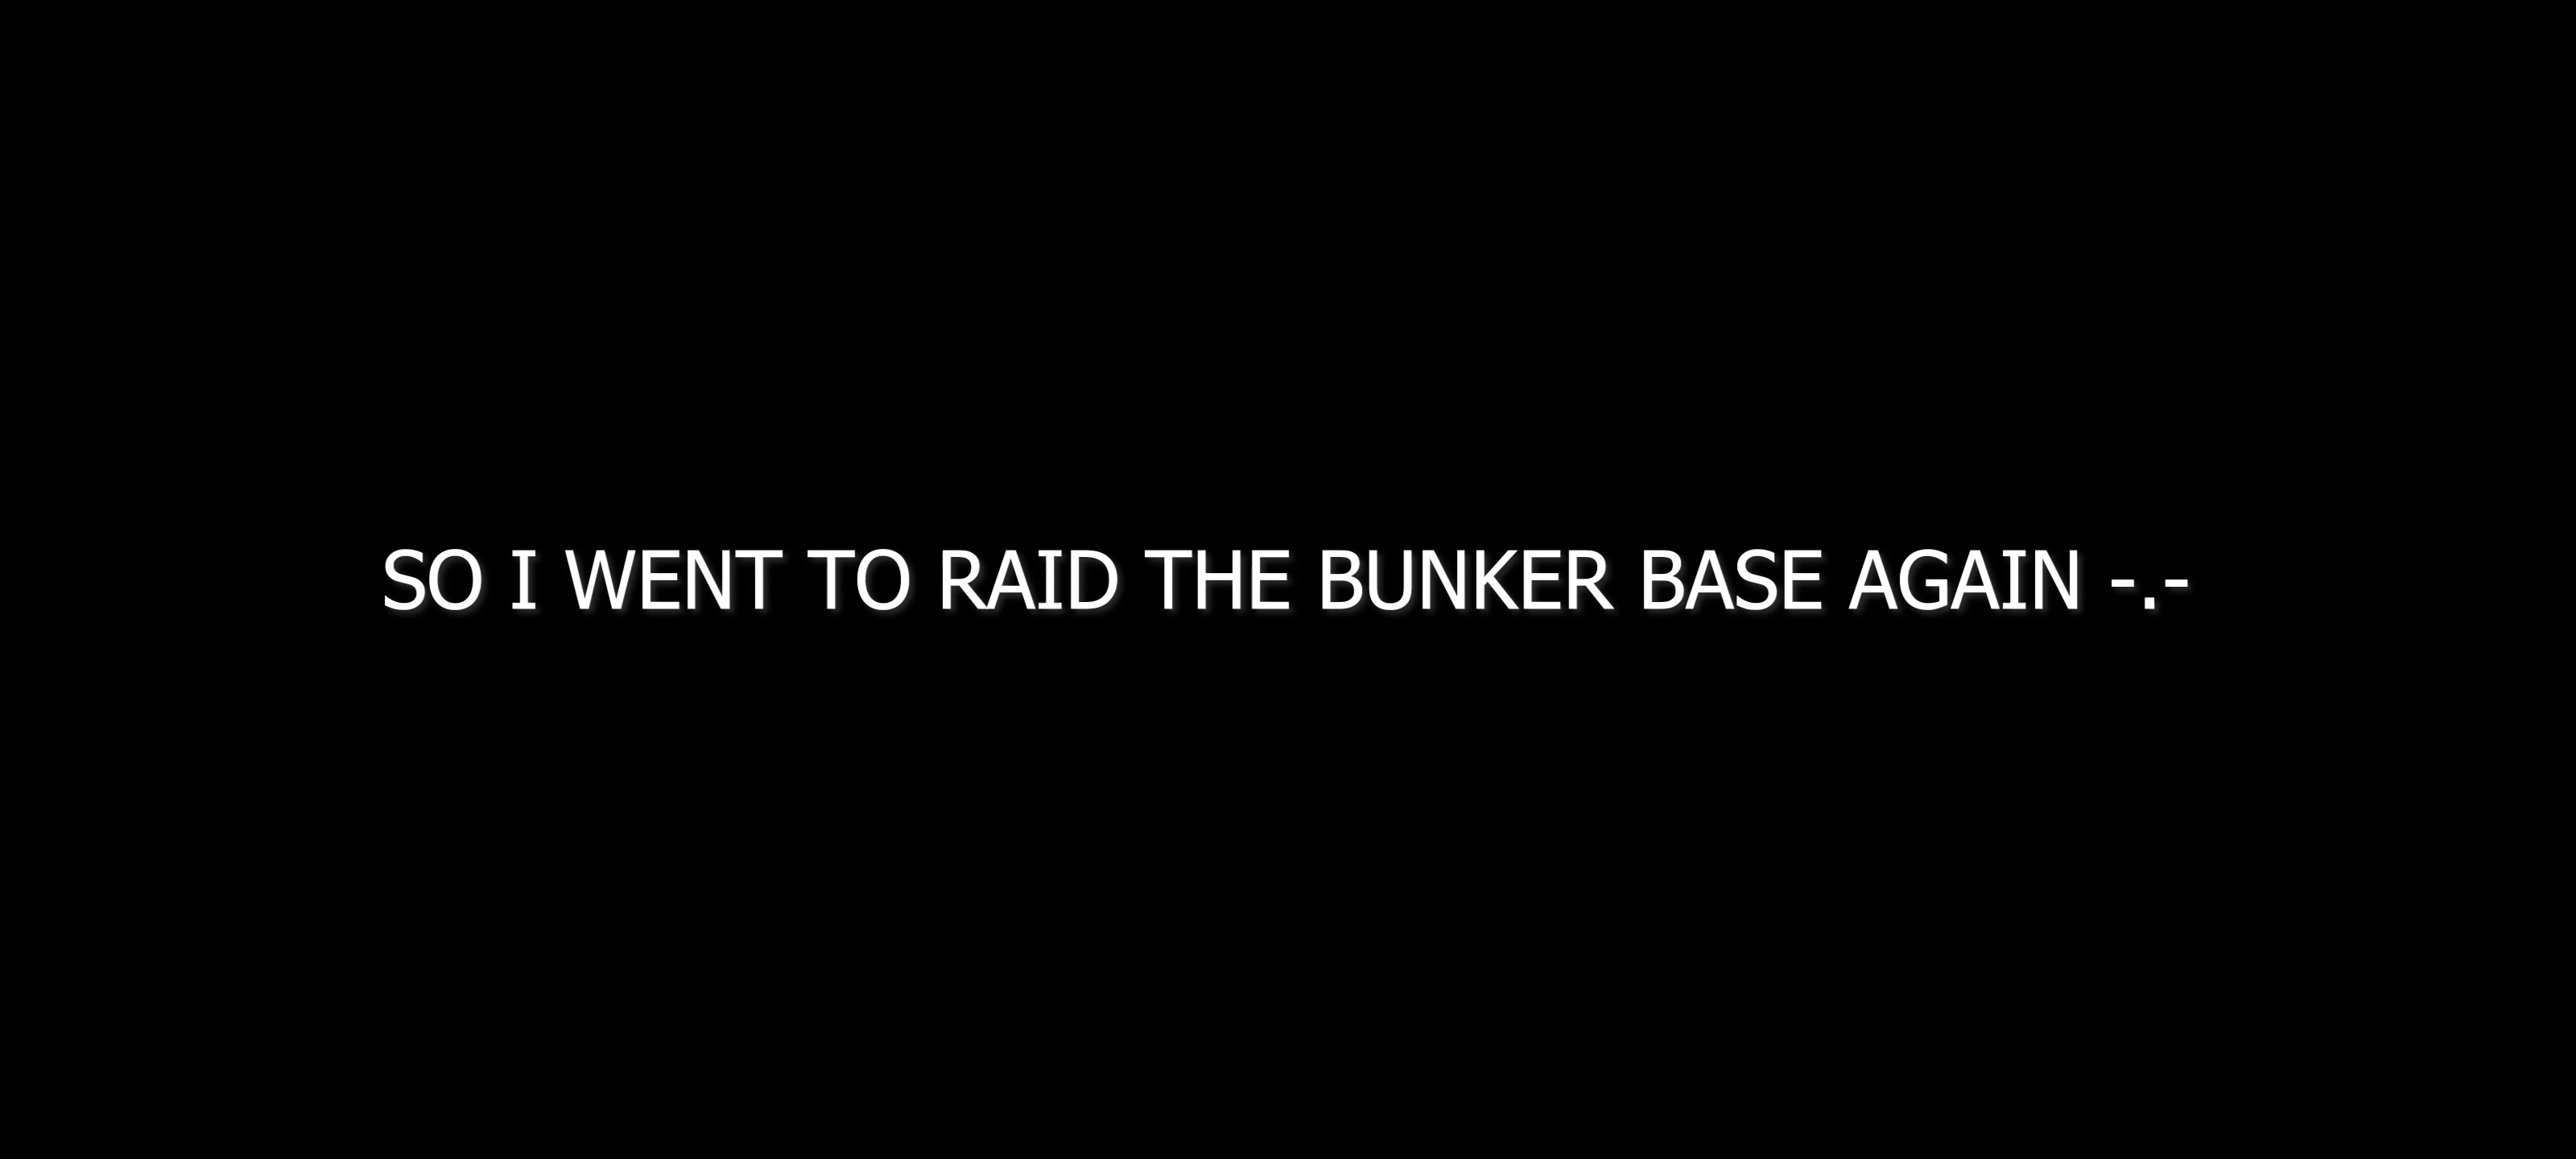 SO I WENT TO RAID THE BUNKER BASE AGAIN -.-